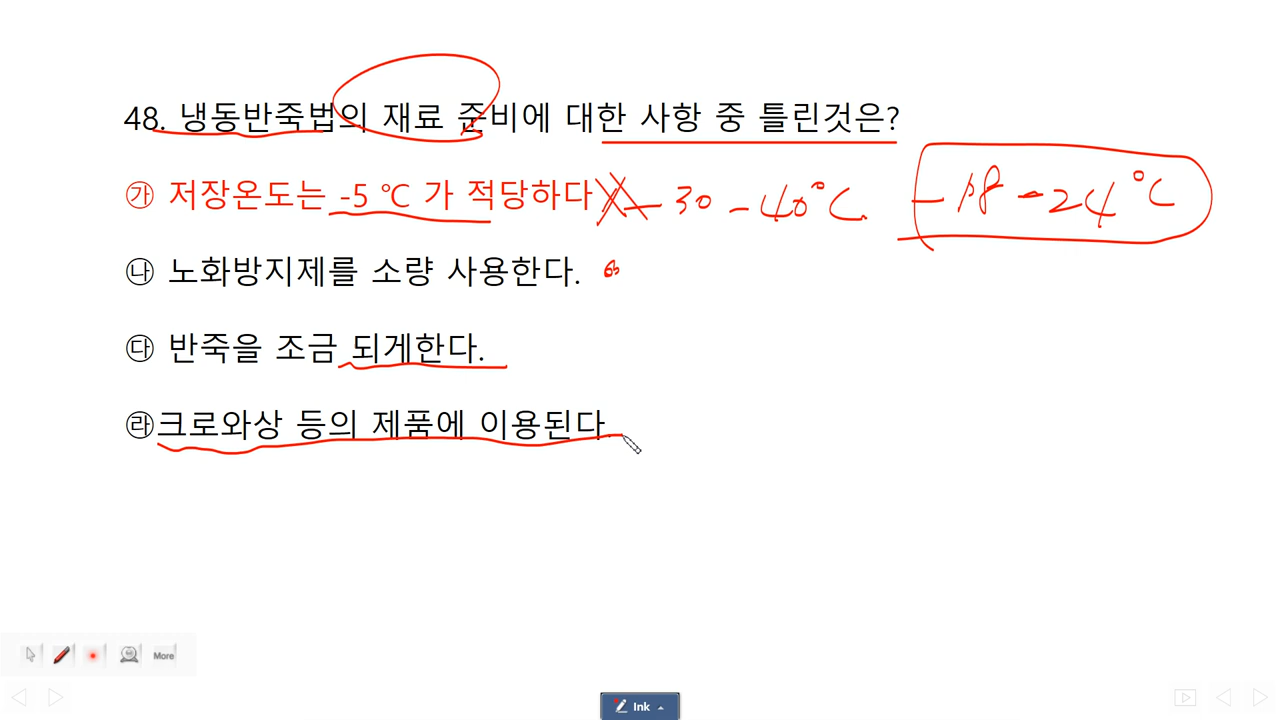 48. 냉동반죽법의 재료 준비에 대한 사항 중 틀린것은?
㉮ 저장온도는 -5 ℃ 가 적당하다 -30 -40℃. -18 -24℃
㉯ 노화방지제를 소량 사용한다.
㉰ 반죽을 조금 되게한다.
㉱크로와상 등의 제품에 이용된다.
More
Ink